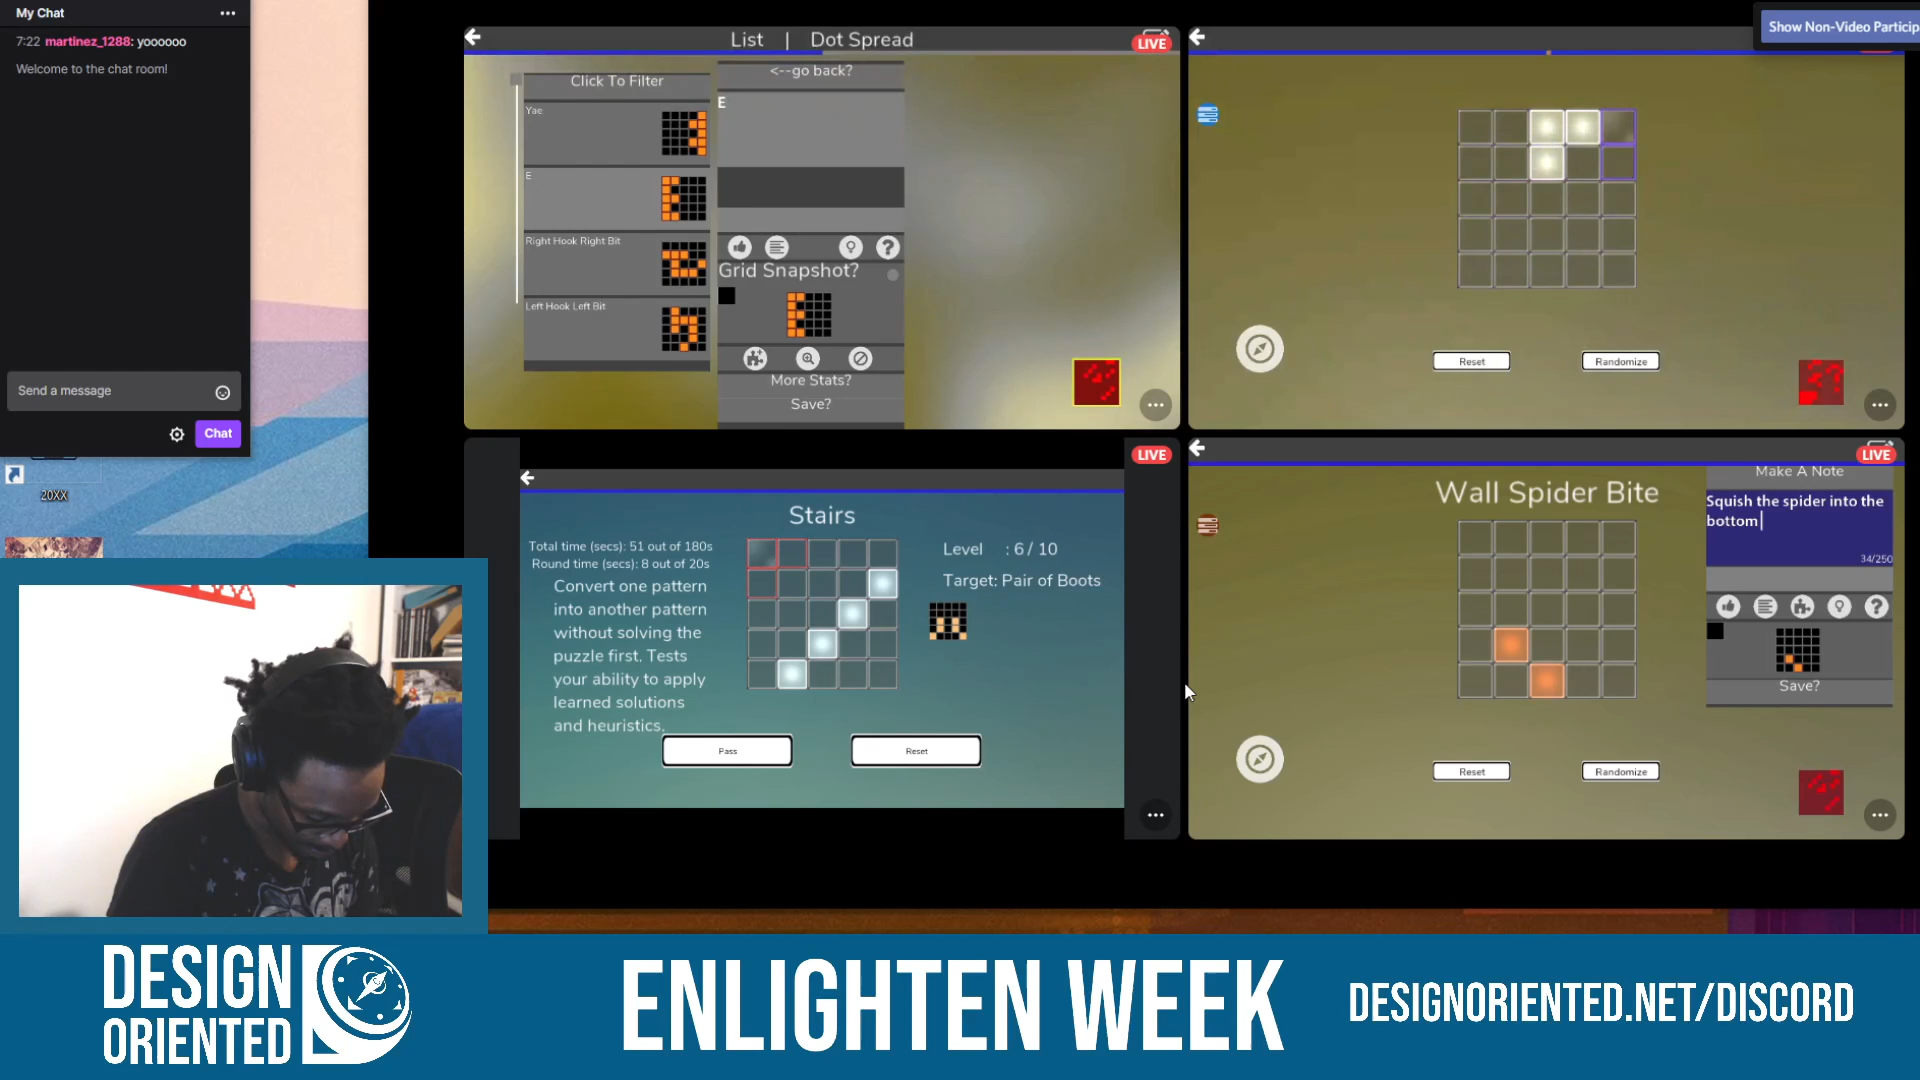 My Chat
7:22 martinez_1288: yoooooo
Welcome to the chat room!
Send a message
Chat
20XX
List | Dot Spread
LIVE
Click To Filter
Yae
E
Right Hook Right Bit
Left Hook Left Bit
<--go back?
E
Grid Snapshot?
More Stats?
Save?
Show Non-Video Particip
Reset
Randomize
LIVE
Stairs
Total time (secs): 51 out of 180s
Round time (secs): 8 out of 20s
Convert one pattern
into another pattern
without solving the
puzzle first. Tests
your ability to apply
learned solutions
and heuristics.
Level : 6 / 10
Target: Pair of Boots
Pass
Reset
LIVE
Wall Spider Bite
Make A Note
Squish the spider into the
bottom
34/250
Save?
Reset
Randomize
DESIGN
ORIENTED
ENLIGHTEN WEEK
DESIGNORIENTED.NET/DISCORD